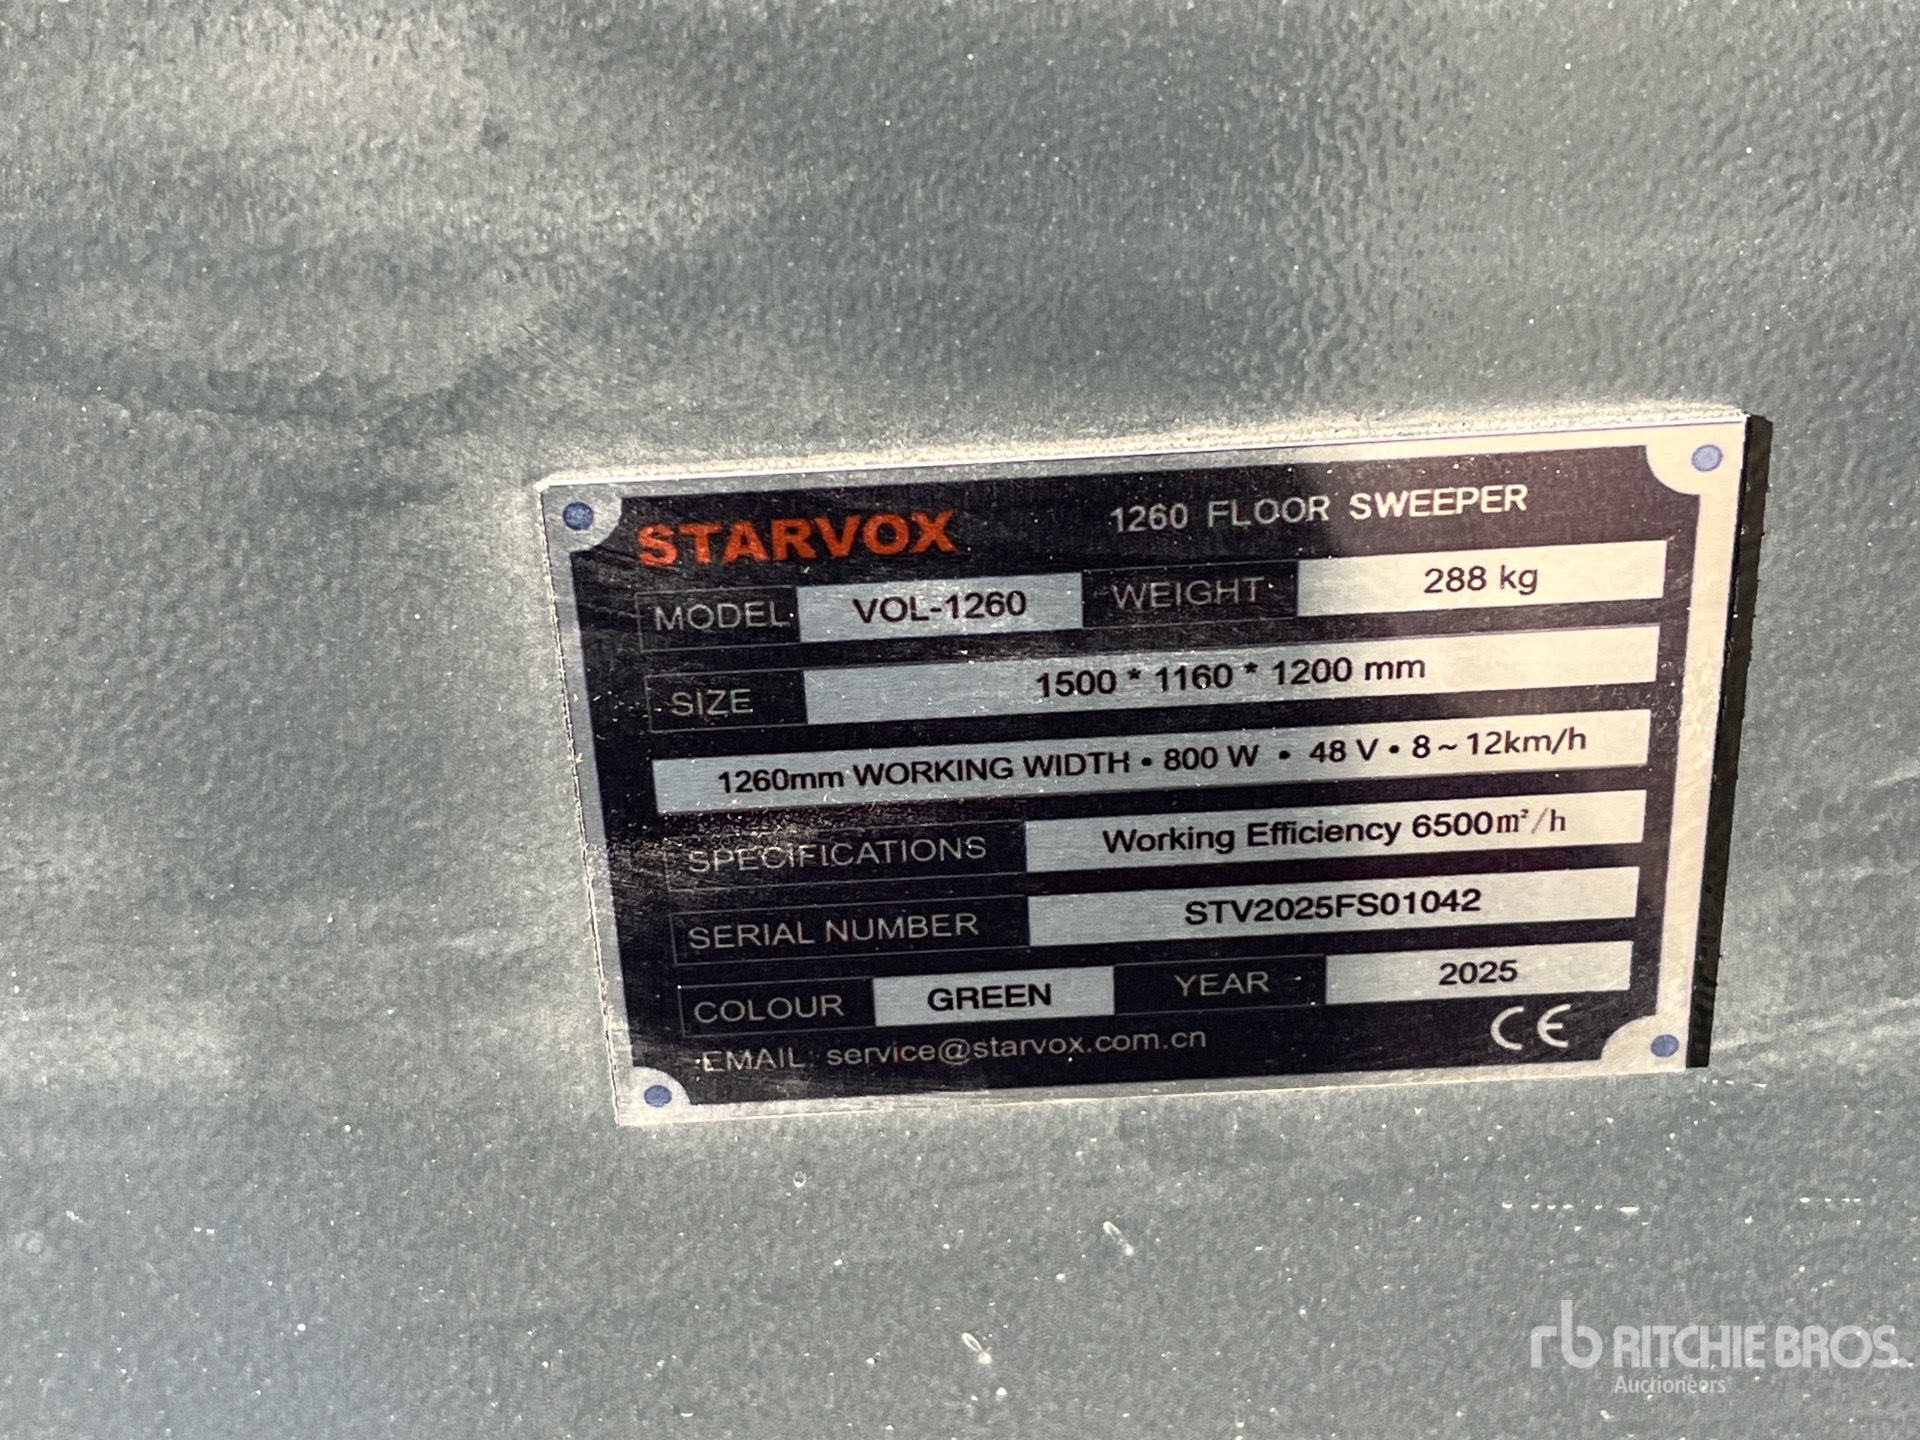 STARVOX 1260 FLOOR SWEEPER
MODEL VOL-1260 WEIGHT 288 kg
SIZE 1500 * 1160 * 1200 mm
1260mm WORKING WIDTH • 800 W • 48 V • 8~12km/h
SPECIFICATIONS Working Efficiency 6500m²/h
SERIAL NUMBER STV2025FS01042
COLOUR GREEN YEAR 2025
EMAIL: service@starvox.com.cn CE
rb RITCHIE BROS.
Auctioneers